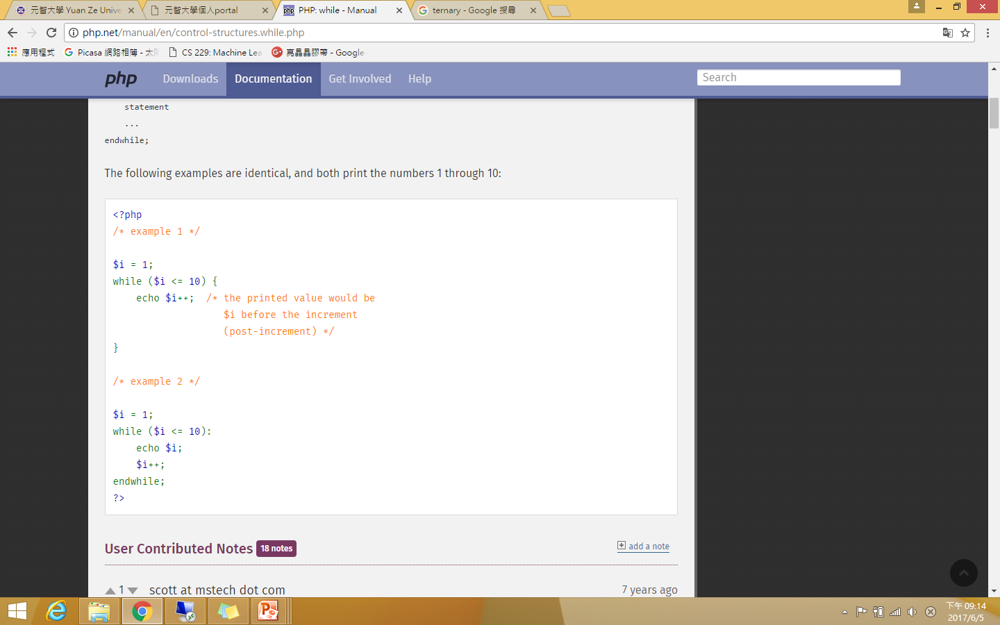 元智大學 Yuan Ze Unive
元智大學個人portal
php PHP: while - Manual
ternary - Google 搜尋
php.net/manual/en/control-structures.while.php
應用程式
Picasa 網路相簿 - 太
CS 229: Machine Lea
亮晶晶膠帶 - Google
php
Downloads
Documentation
Get Involved
Help
Search
statement
...
endwhile;
The following examples are identical, and both print the numbers 1 through 10:
<?php
/* example 1 */
$i = 1;
while ($i <= 10) {
echo $i++;  /* the printed value would be
$i before the increment
(post-increment) */
}
/* example 2 */
$i = 1;
while ($i <= 10):
echo $i;
$i++;
endwhile;
?>
User Contributed Notes 18 notes
add a note
1 scott at mstech dot com
7 years ago
下午 09:14
2017/6/5